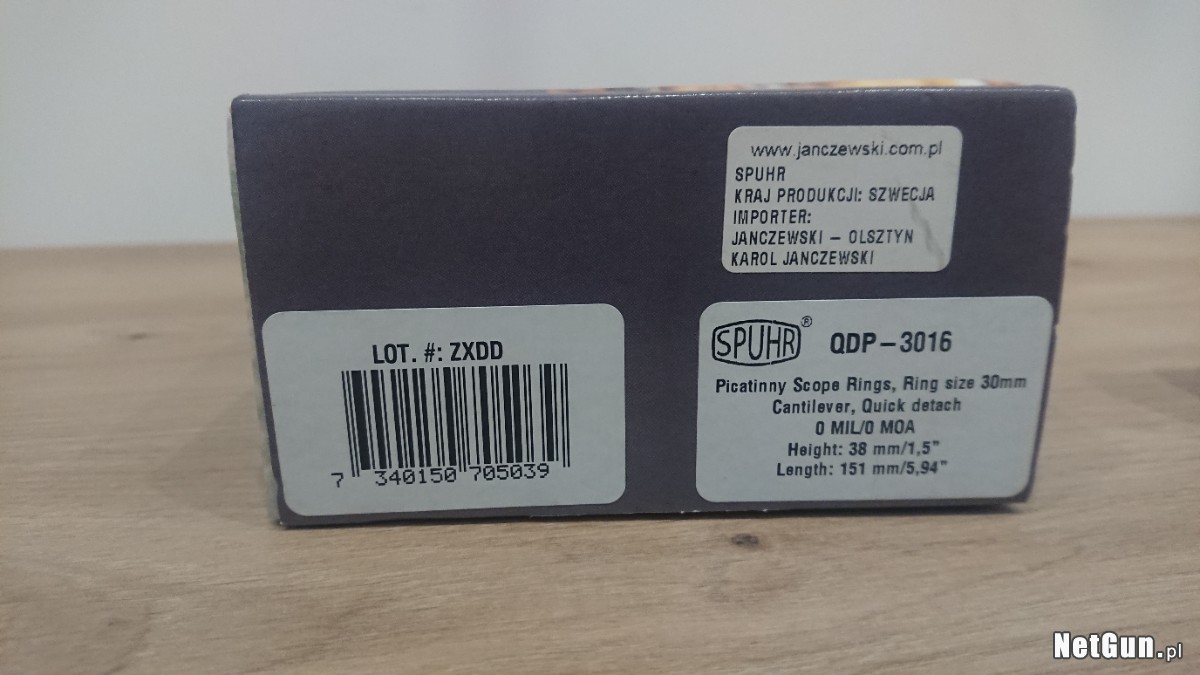 www.janczewski.com.pl
SPUHR
KRAJ PRODUKCJI: SZWECJA
IMPORTER:
JANCZEWSKI – OLSZTYN
KAROL JANCZEWSKI
LOT. #: ZXDD
7 340150 705039
SPUHR® QDP–3016
Picatinny Scope Rings, Ring size 30mm
Cantilever, Quick detach
0 MIL/0 MOA
Height: 38 mm/1,5"
Length: 151 mm/5,94"
NetGun.pl